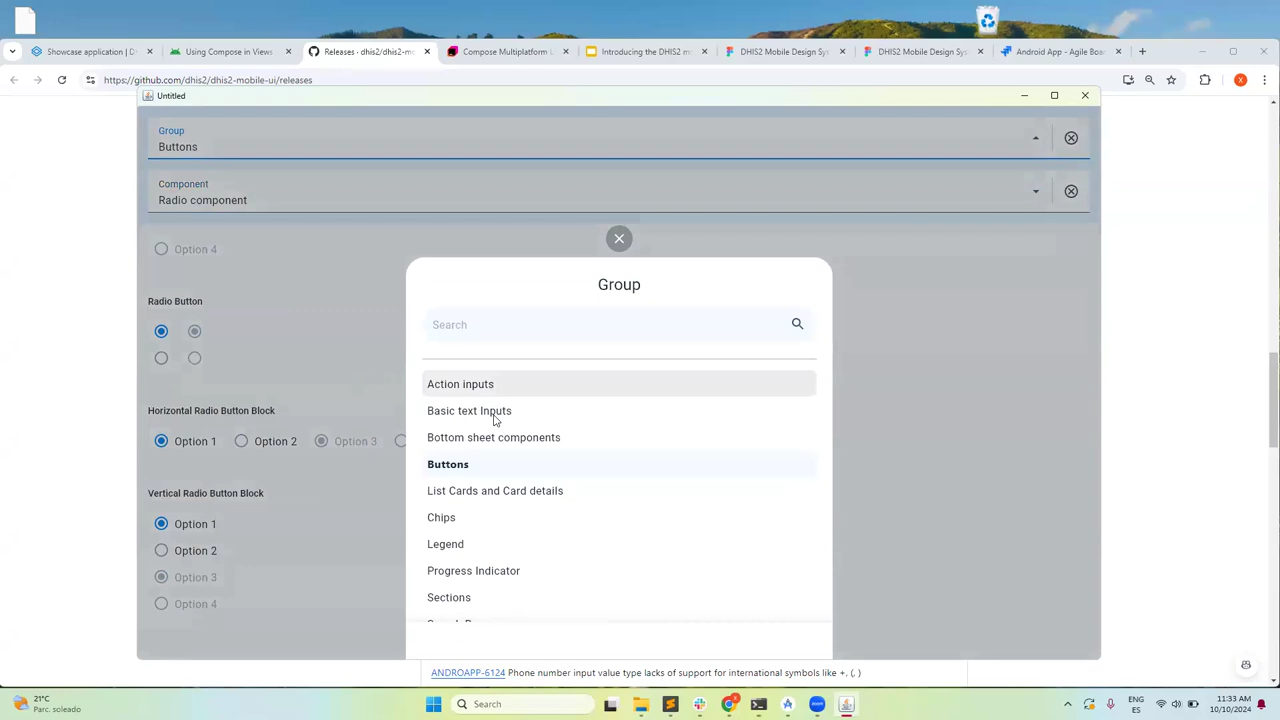 Showcase application | D
Using Compose in Views
Releases · dhis2/dhis2-mo
Compose Multiplatform U
Introducing the DHIS2 m
DHIS2 Mobile Design Sys
DHIS2 Mobile Design Sys
Android App - Agile Boa
https://github.com/dhis2/dhis2-mobile-ui/releases
X
Untitled
Group
Buttons
Component
Radio component
Option 4
Radio Button
Horizontal Radio Button Block
Option 1 Option 2 Option 3
Vertical Radio Button Block
Option 1
Option 2
Option 3
Option 4
Group
Search
Action inputs
Basic text Inputs
Bottom sheet components
Buttons
List Cards and Card details
Chips
Legend
Progress Indicator
Sections
ANDROAPP-6124 Phone number input value type lacks of support for international symbols like +, (, )
21°C
Parc. soleado
Search
ENG
ES
11:33 AM
10/10/2024